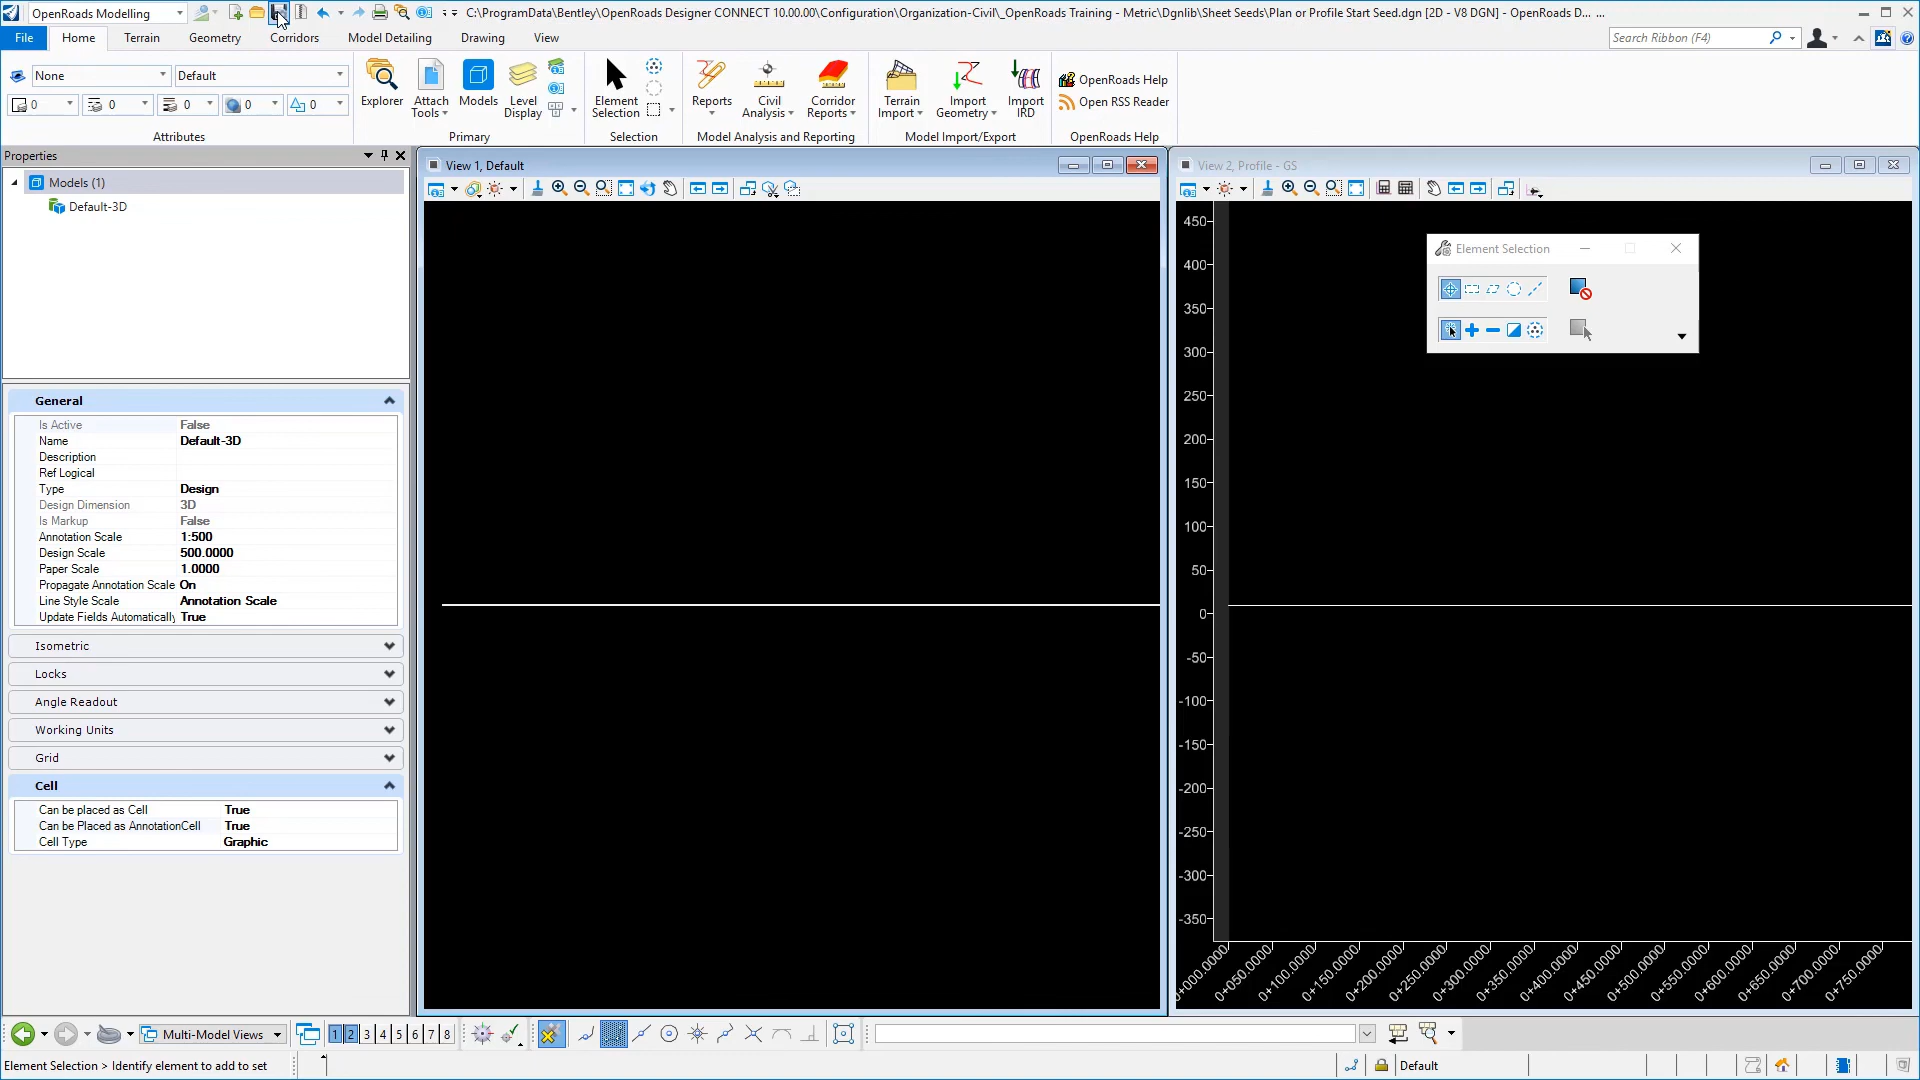 OpenRoads Modelling
C:\ProgramData\Bentley\OpenRoads Designer CONNECT 10.00.00\Configuration\Organization-Civil\_OpenRoads Training - Metric\Dgnlib\Sheet Seeds\Plan or Profile Start Seed.dgn [2D - V8 DGN] - OpenRoads D... ...
File Home Terrain Geometry Corridors Model Detailing Drawing View
Search Ribbon (F4)
None Default
0 0 0 0 0
Attributes
Explorer
Attach Tools
Models
Level Display
Primary
Element Selection
Selection
Reports
Civil Analysis
Corridor Reports
Model Analysis and Reporting
Terrain Import
Import Geometry
Import IRD
Model Import/Export
OpenRoads Help
Open RSS Reader
OpenRoads Help
Properties
Models (1)
Default-3D
General
Is Active False
Name Default-3D
Description
Ref Logical
Type Design
Design Dimension 3D
Is Markup False
Annotation Scale 1:500
Design Scale 500.0000
Paper Scale 1.0000
Propagate Annotation Scale On
Line Style Scale Annotation Scale
Update Fields Automatically True
Isometric
Locks
Angle Readout
Working Units
Grid
Cell
Can be placed as Cell True
Can be Placed as AnnotationCell True
Cell Type Graphic
View 1, Default
View 2, Profile - GS
450
400
350
300
250
200
150
100
50
0
-50
-100
-150
-200
-250
-300
-350
0+000.0000
0+050.0000
0+100.0000
0+150.0000
0+200.0000
0+250.0000
0+300.0000
0+350.0000
0+400.0000
0+450.0000
0+500.0000
0+550.0000
0+600.0000
0+650.0000
0+700.0000
0+750.0000
Element Selection
Multi-Model Views
1 2 3 4 5 6 7 8
Element Selection > Identify element to add to set
Default